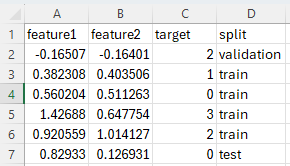 A B C D
1 feature1 feature2 target split
2 -0.16507 -0.16401 2 validation
3 0.382308 0.403506 1 train
4 0.560204 0.511263 0 train
5 1.42688 0.647754 3 train
6 0.920559 1.014127 2 train
7 0.82933 0.126931 0 test